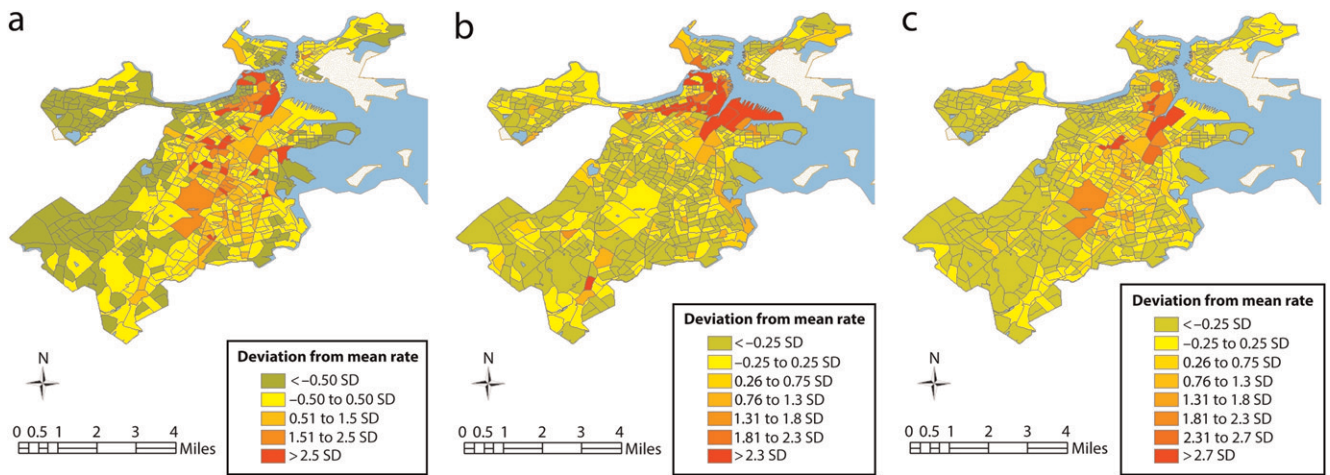 a
N
0 0.5 1 2 3 4
Miles
Deviation from mean rate
<–0.50 SD
–0.50 to 0.50 SD
0.51 to 1.5 SD
1.51 to 2.5 SD
>2.5 SD
b
N
0 0.5 1 2 3 4
Miles
Deviation from mean rate
<–0.25 SD
–0.25 to 0.25 SD
0.26 to 0.75 SD
0.76 to 1.3 SD
1.31 to 1.8 SD
1.81 to 2.3 SD
>2.3 SD
c
N
0 0.5 1 2 3 4
Miles
Deviation from mean rate
<–0.25 SD
–0.25 to 0.25 SD
0.26 to 0.75 SD
0.76 to 1.3 SD
1.31 to 1.8 SD
1.81 to 2.3 SD
2.31 to 2.7 SD
>2.7 SD